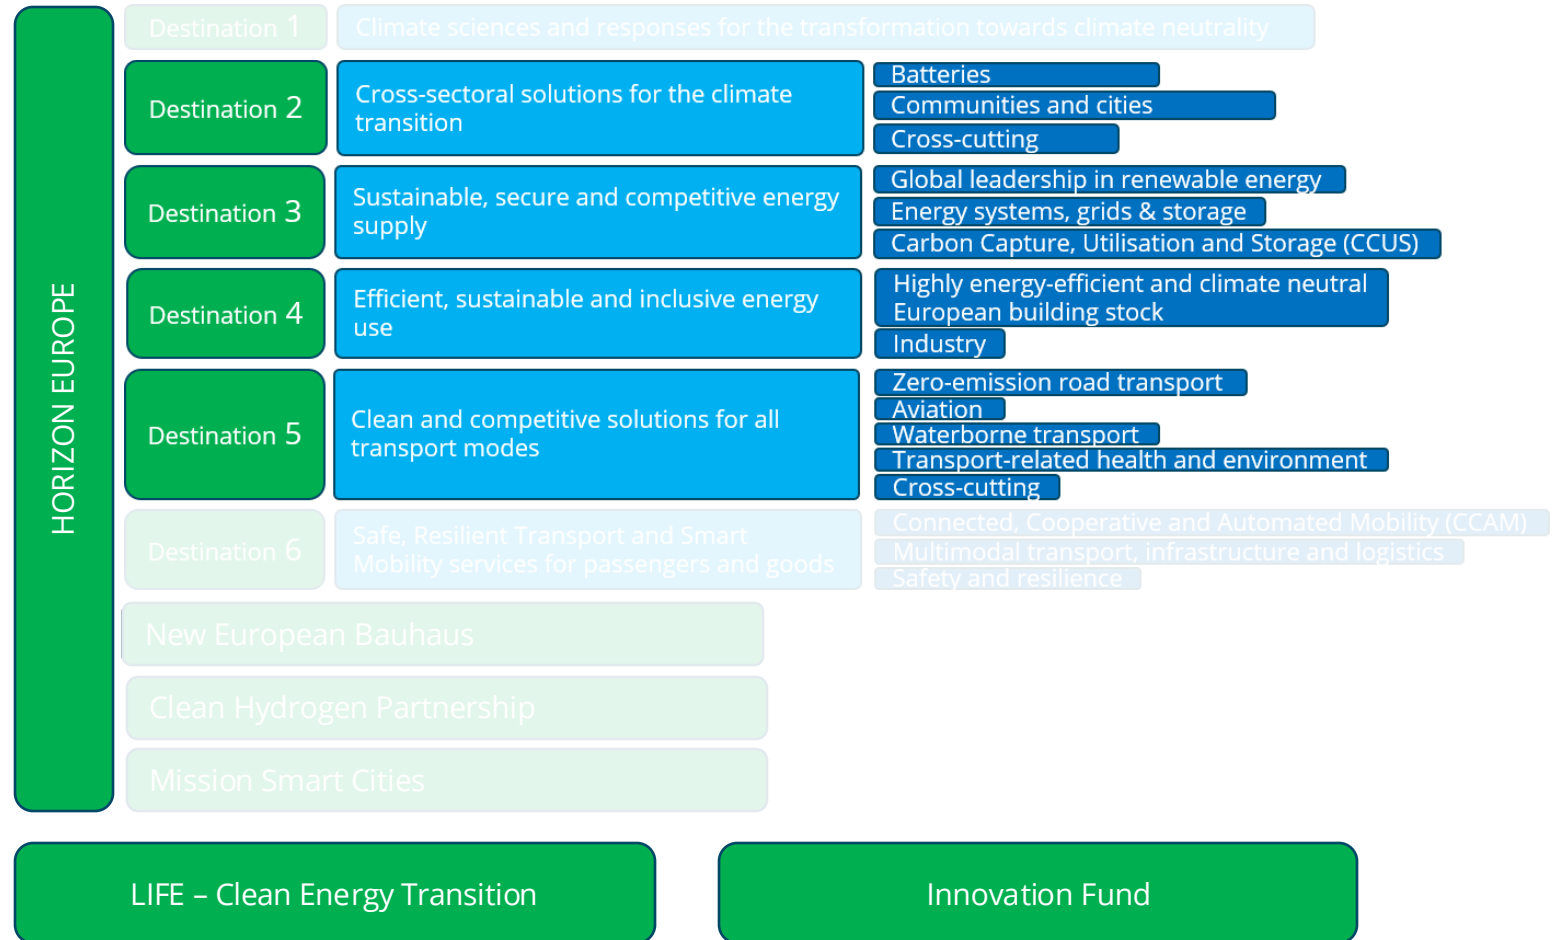 HORIZON EUROPE
Destination 1
Climate sciences and responses for the transformation towards climate neutrality
Destination 2
Cross-sectoral solutions for the climate
transition
Batteries
Communities and cities
Cross-cutting
Destination 3
Sustainable, secure and competitive energy
supply
Global leadership in renewable energy
Energy systems, grids & storage
Carbon Capture, Utilisation and Storage (CCUS)
Destination 4
Efficient, sustainable and inclusive energy
use
Highly energy-efficient and climate neutral
European building stock
Industry
Destination 5
Clean and competitive solutions for all
transport modes
Zero-emission road transport
Aviation
Waterborne transport
Transport-related health and environment
Cross-cutting
Destination 6
Safe, Resilient Transport and Smart
Mobility services for passengers and goods
Connected, Cooperative and Automated Mobility (CCAM)
Multimodal transport, infrastructure and logistics
Safety and resilience
New European Bauhaus
Clean Hydrogen Partnership
Mission Smart Cities
LIFE – Clean Energy Transition
Innovation Fund